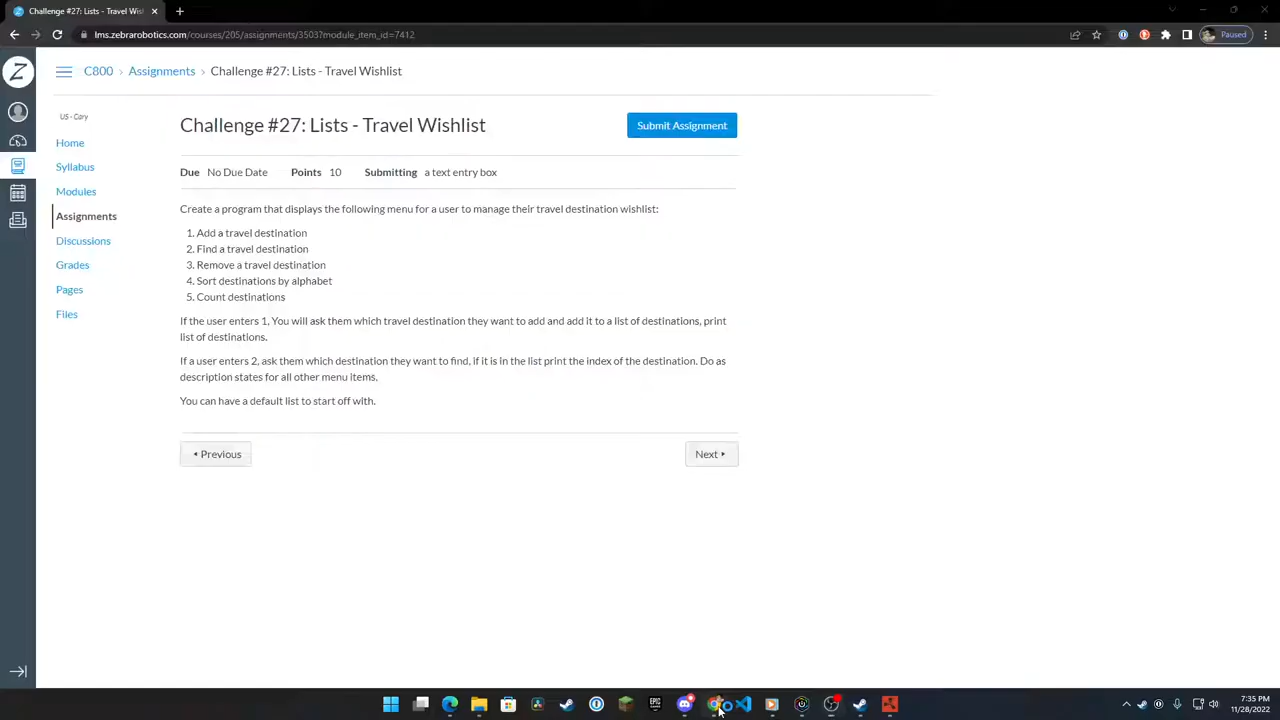 Challenge #27: Lists - Travel Wis
lms.zebrarobotics.com/courses/205/assignments/3503?module_item_id=7412
Paused
C800 › Assignments › Challenge #27: Lists - Travel Wishlist
US - Cary
Home
Syllabus
Modules
Assignments
Discussions
Grades
Pages
Files
Challenge #27: Lists - Travel Wishlist
Submit Assignment
Due No Due Date Points 10 Submitting a text entry box
Create a program that displays the following menu for a user to manage their travel destination wishlist:
1. Add a travel destination
2. Find a travel destination
3. Remove a travel destination
4. Sort destinations by alphabet
5. Count destinations
If the user enters 1, You will ask them which travel destination they want to add and add it to a list of destinations, print
list of destinations.
If a user enters 2, ask them which destination they want to find, if it is in the list print the index of the destination. Do as
description states for all other menu items.
You can have a default list to start off with.
Previous
Next
EPIC
7:35 PM
11/28/2022